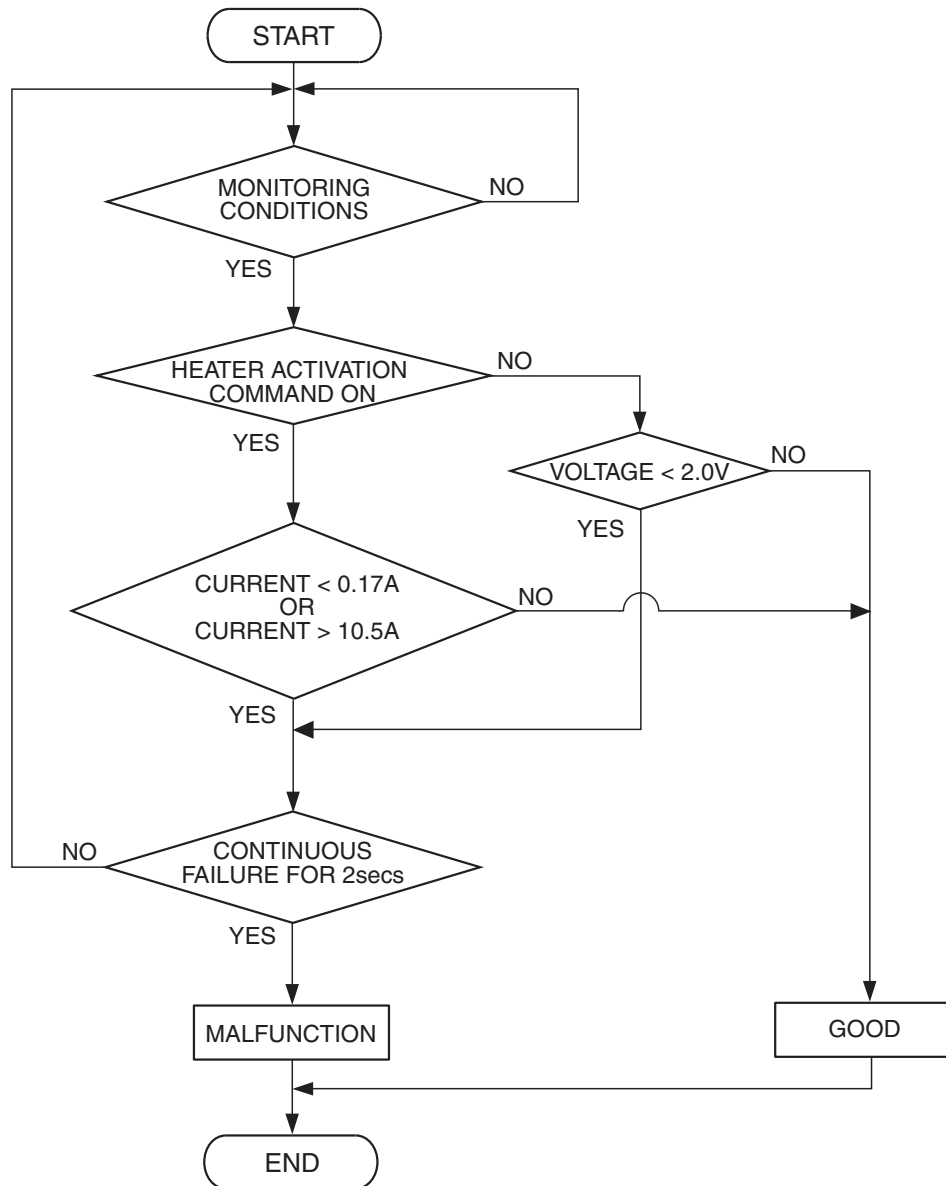 START
MONITORING
CONDITIONS
NO
YES
HEATER ACTIVATION
COMMAND ON
NO
YES
VOLTAGE < 2.0V
NO
YES
CURRENT < 0.17A
OR
CURRENT > 10.5A
NO
YES
CONTINUOUS
FAILURE FOR 2secs
NO
YES
MALFUNCTION
GOOD
END